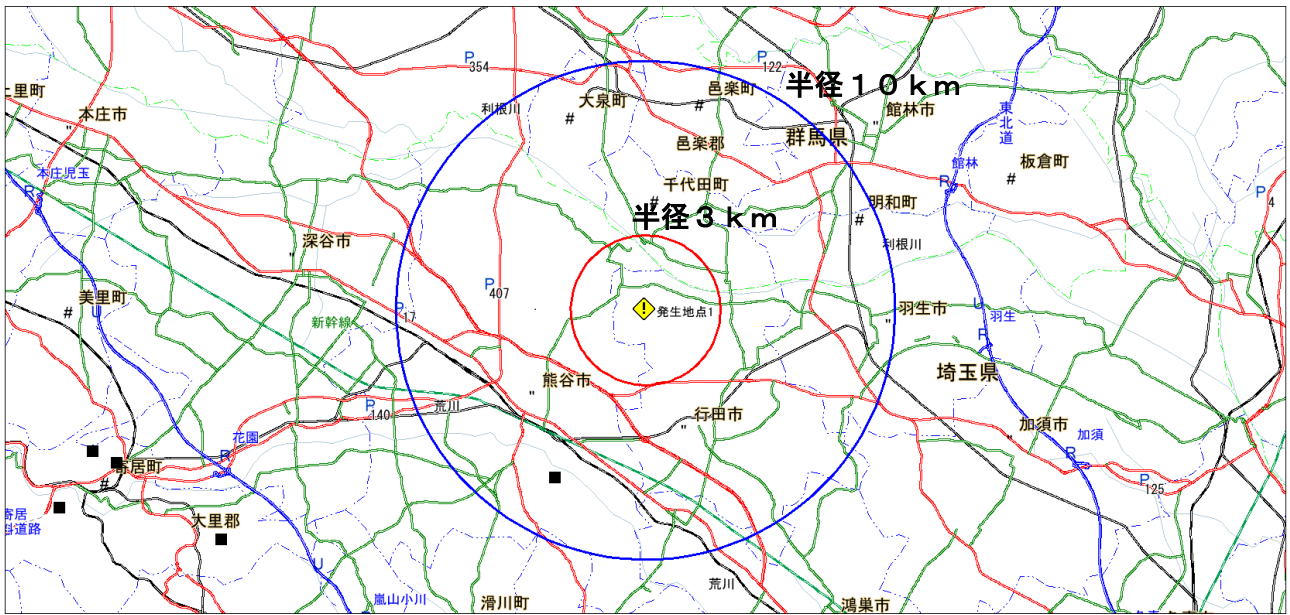 354
122
半径１０ｋｍ
上里町
本庄市
利根川
大泉町
邑楽町
館林市
東北道
群馬県
邑楽郡
本庄児玉
館林
板倉町
千代田町
4
明和町
半径３ｋｍ
深谷市
利根川
407
美里町
17
発生地点1
羽生市
羽生
新幹線
埼玉県
熊谷市
荒川
140
行田市
加須市
加須
花園
寄居町
125
寄居
大里郡
荒川
嵐山小川
滑川町
鴻巣市